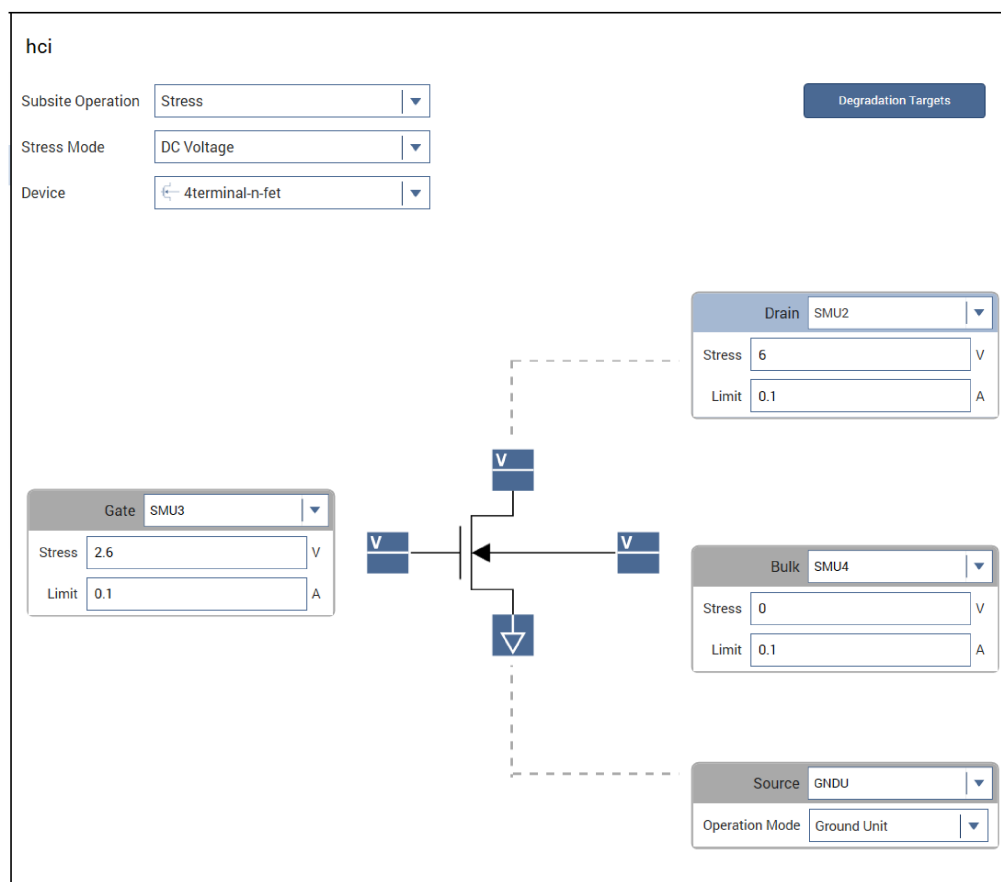 hci
Subsite Operation Stress
Degradation Targets
Stress Mode DC Voltage
Device 4terminal-n-fet
Drain SMU2
Stress 6 V
Limit 0.1 A
V
Gate SMU3
Stress 2.6 V
Limit 0.1 A
V
V
Bulk SMU4
Stress 0 V
Limit 0.1 A
Source GNDU
Operation Mode Ground Unit